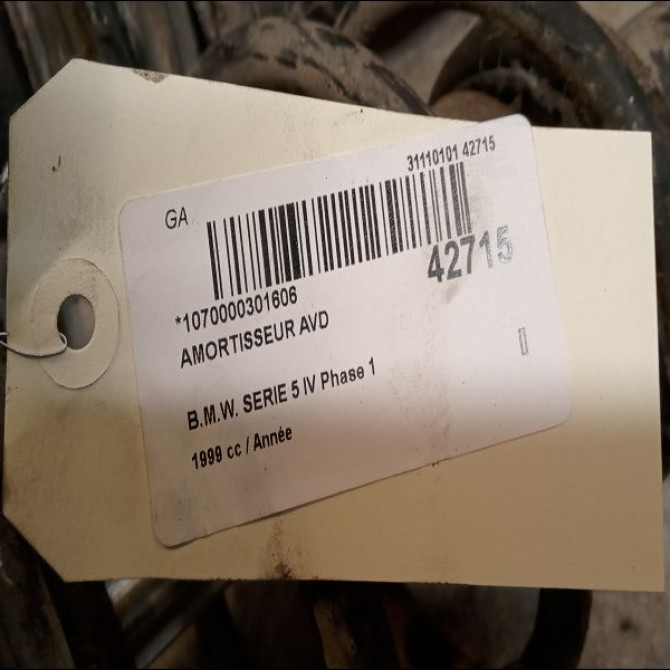 31110101 42715
GA
42715
*1070000301606
AMORTISSEUR AVD
B.M.W. SERIE 5 IV Phase 1
1999 cc / Année